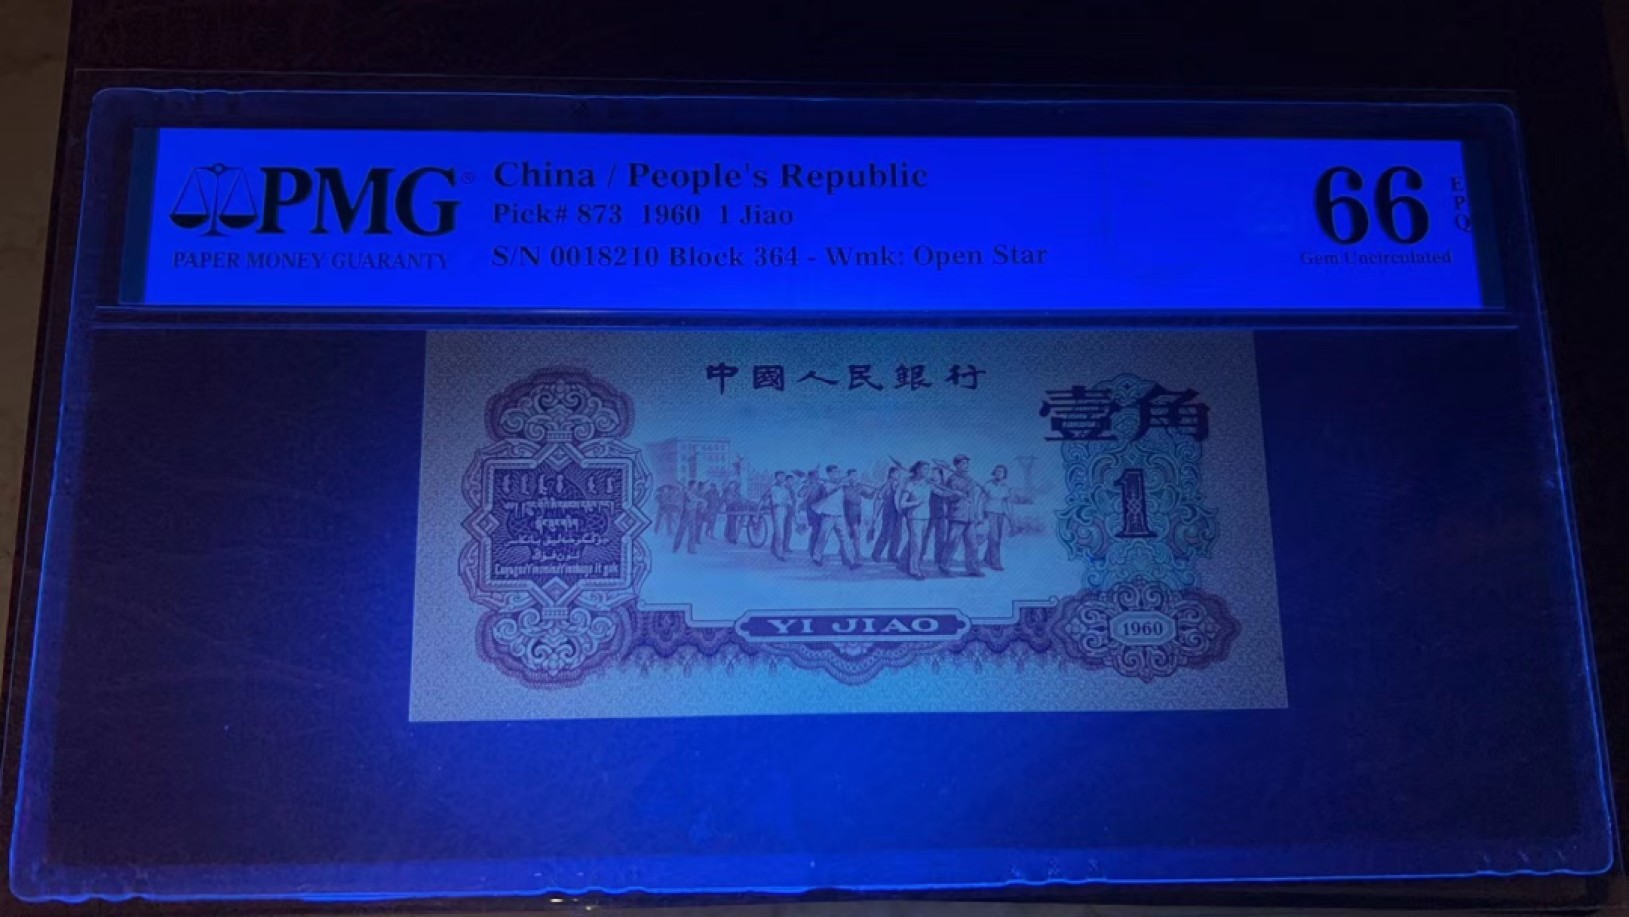 PMG®
PAPER MONEY GUARANTY
China / People's Republic
Pick# 873 1960 1 Jiao
S/N 0018210 Block 364 - Wmk: Open Star
66
EPQ
Gem Uncirculated
中國人民銀行
壹角
1
YI JIAO
1960